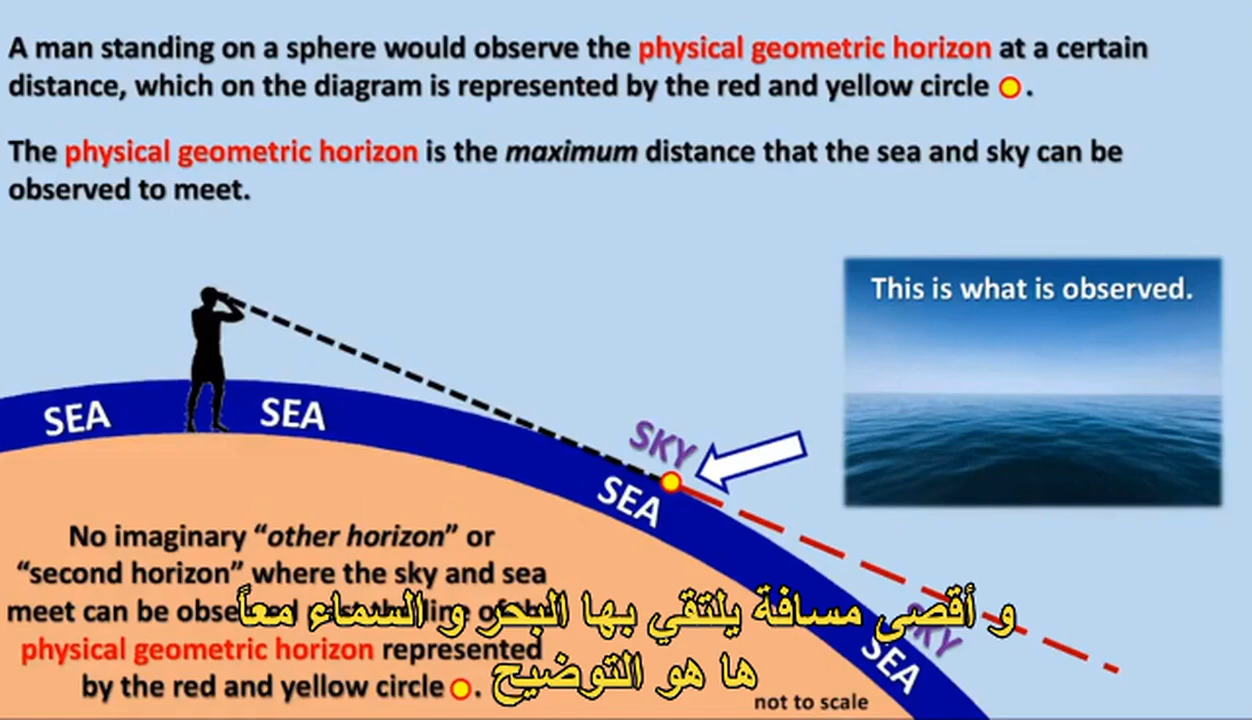 A man standing on a sphere would observe the physical geometric horizon at a certain
distance, which on the diagram is represented by the red and yellow circle .
The physical geometric horizon is the maximum distance that the sea and sky can be
observed to meet.
This is what is observed.
SEA
SEA
SKY
SEA
SKY
SEA
No imaginary “other horizon” or
“second horizon” where the sky and sea
meet can be line of
physical geometric horizon represented
by the red and yellow circle .
و أقصى مسافة يلتقي بها البحر و السماء معاً
ها هو التوضيح
not to scale